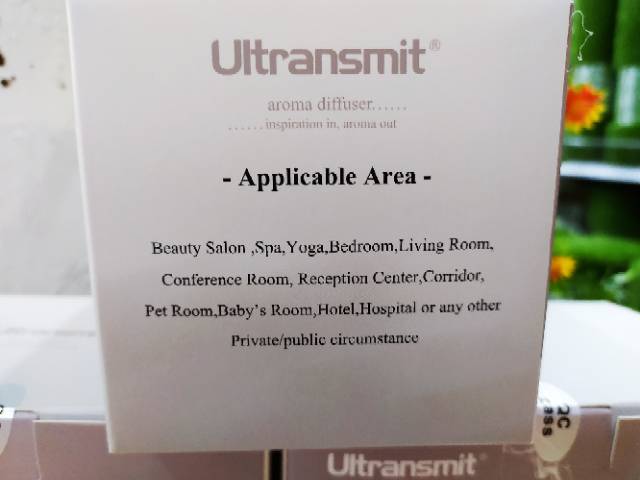 Ultransmit®
aroma diffuser......
......inspiration in, aroma out
- Applicable Area -
Beauty Salon ,Spa,Yoga,Bedroom,Living Room,
Conference Room, Reception Center,Corridor,
Pet Room,Baby's Room,Hotel,Hospital or any other
Private/public circumstance
QC
Ultransmit